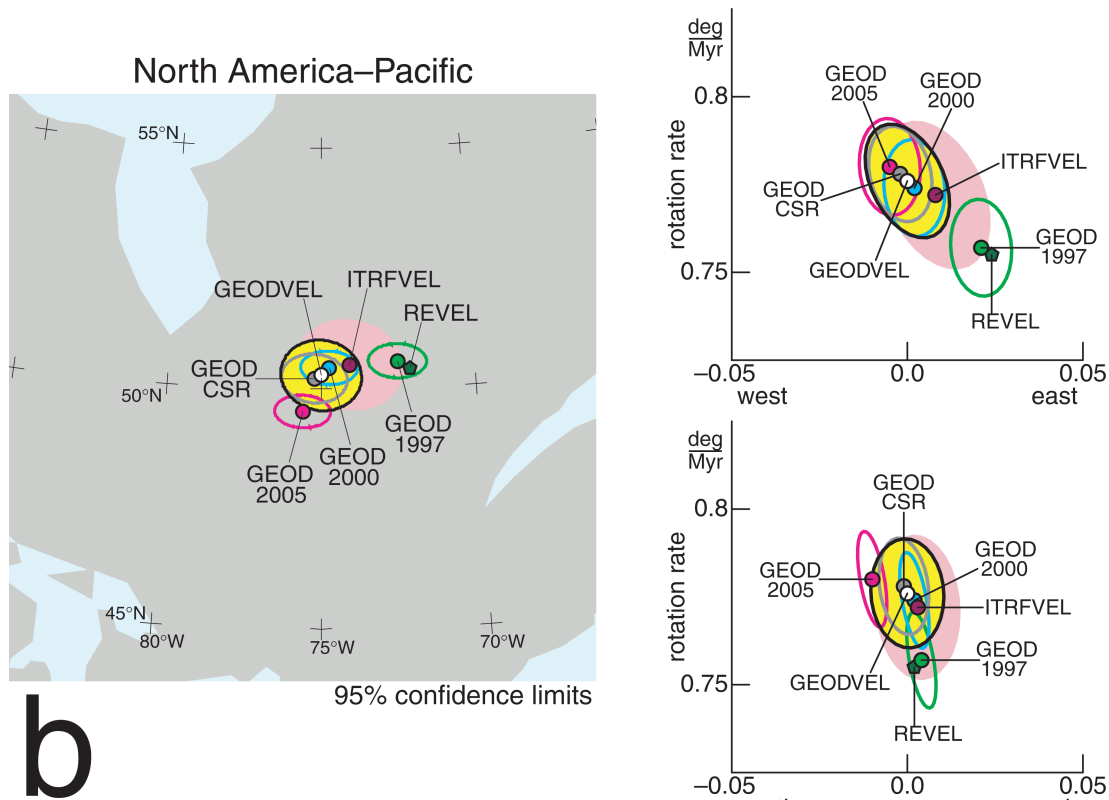 North America–Pacific
55°N
GEODVEL
ITRFVEL
REVEL
GEOD
CSR
50°N
GEOD
1997
GEOD
2000
GEOD
2005
45°N
80°W
75°W
70°W
95% confidence limits
b
deg
Myr
0.8
0.75
rotation rate
GEOD
2005
GEOD
2000
ITRFVEL
GEOD
CSR
GEODVEL
GEOD
1997
REVEL
−0.05
0.0
0.05
west
east
deg
Myr
0.8
0.75
rotation rate
GEOD
CSR
GEOD
2005
GEOD
2000
ITRFVEL
GEOD
1997
GEODVEL
REVEL
−0.05
0.0
0.05